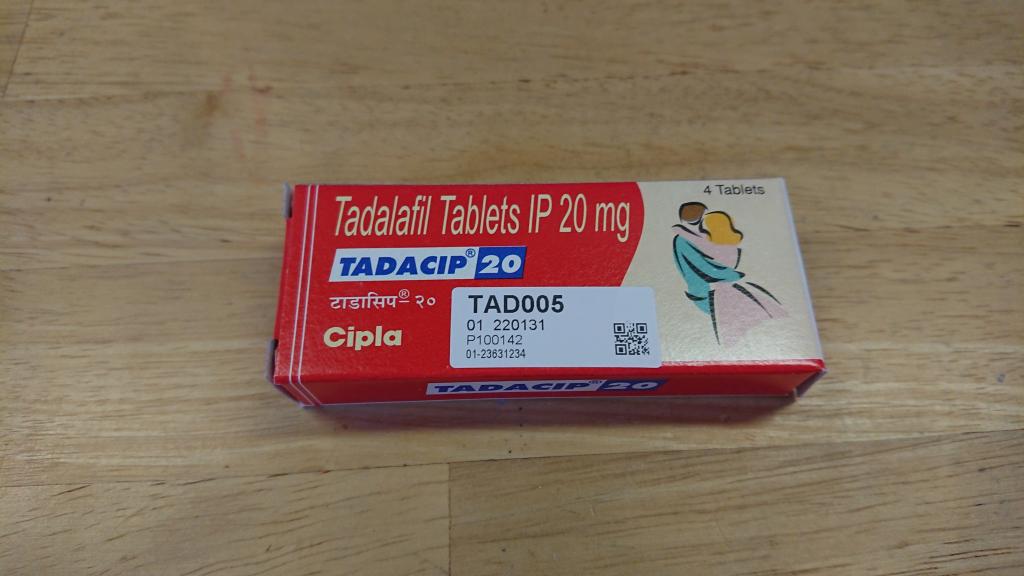 4 Tablets
Tadalafil Tablets IP 20 mg
TADACIP® 20
टाडासिप®- २०
Cipla
TAD005
01 220131
P100142
01-23631234
TADACIP® 20